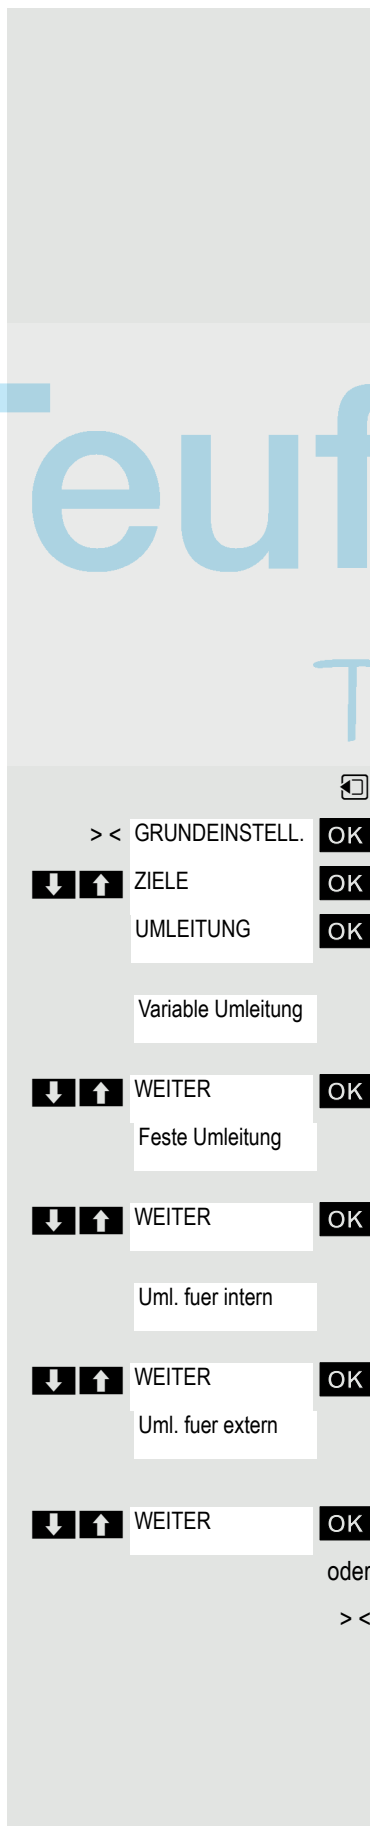 Teuf
T
> < GRUNDEINSTELL. OK
ZIELE OK
UMLEITUNG OK
Variable Umleitung
WEITER OK
Feste Umleitung
WEITER OK
Uml. fuer intern
WEITER OK
Uml. fuer extern
WEITER OK
oder
> <